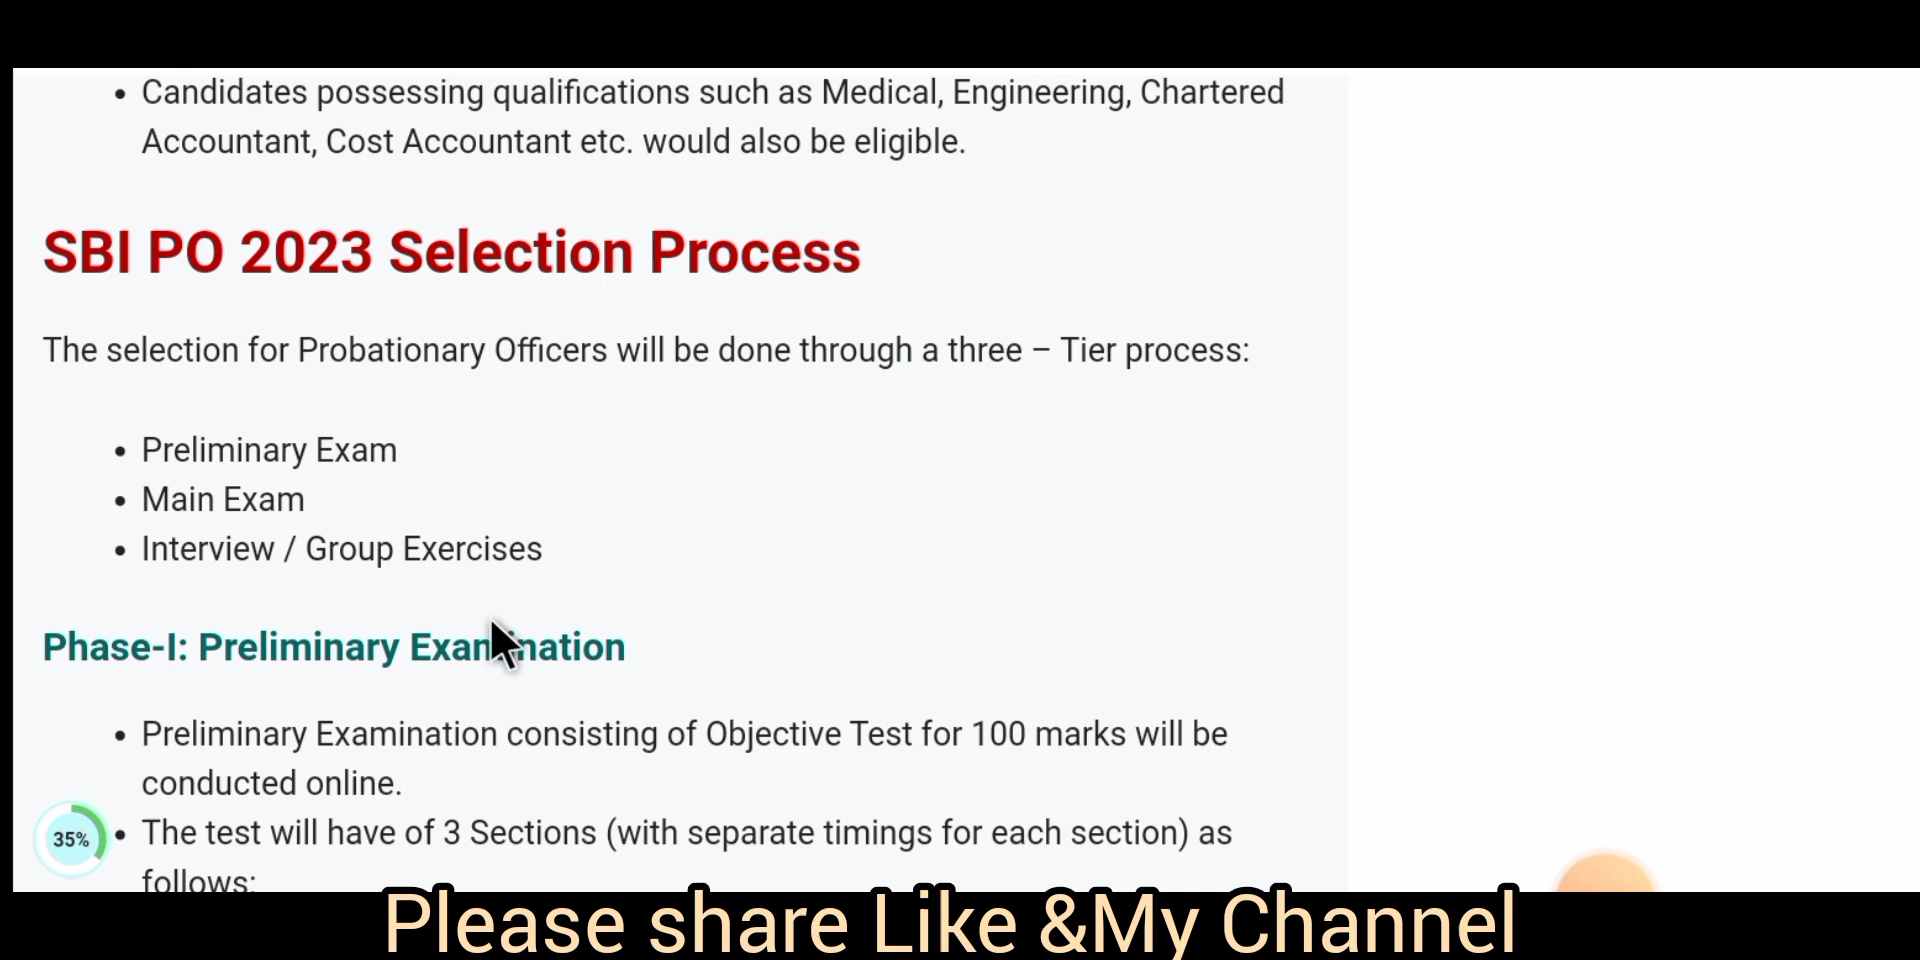 Candidates possessing qualifications such as Medical, Engineering, Chartered
Accountant, Cost Accountant etc. would also be eligible.
SBI PO 2023 Selection Process
The selection for Probationary Officers will be done through a three – Tier process:
Preliminary Exam
Main Exam
Interview / Group Exercises
Phase-I: Preliminary Examination
Preliminary Examination consisting of Objective Test for 100 marks will be
conducted online.
35%
The test will have of 3 Sections (with separate timings for each section) as
follows:
Please share Like &My Channel